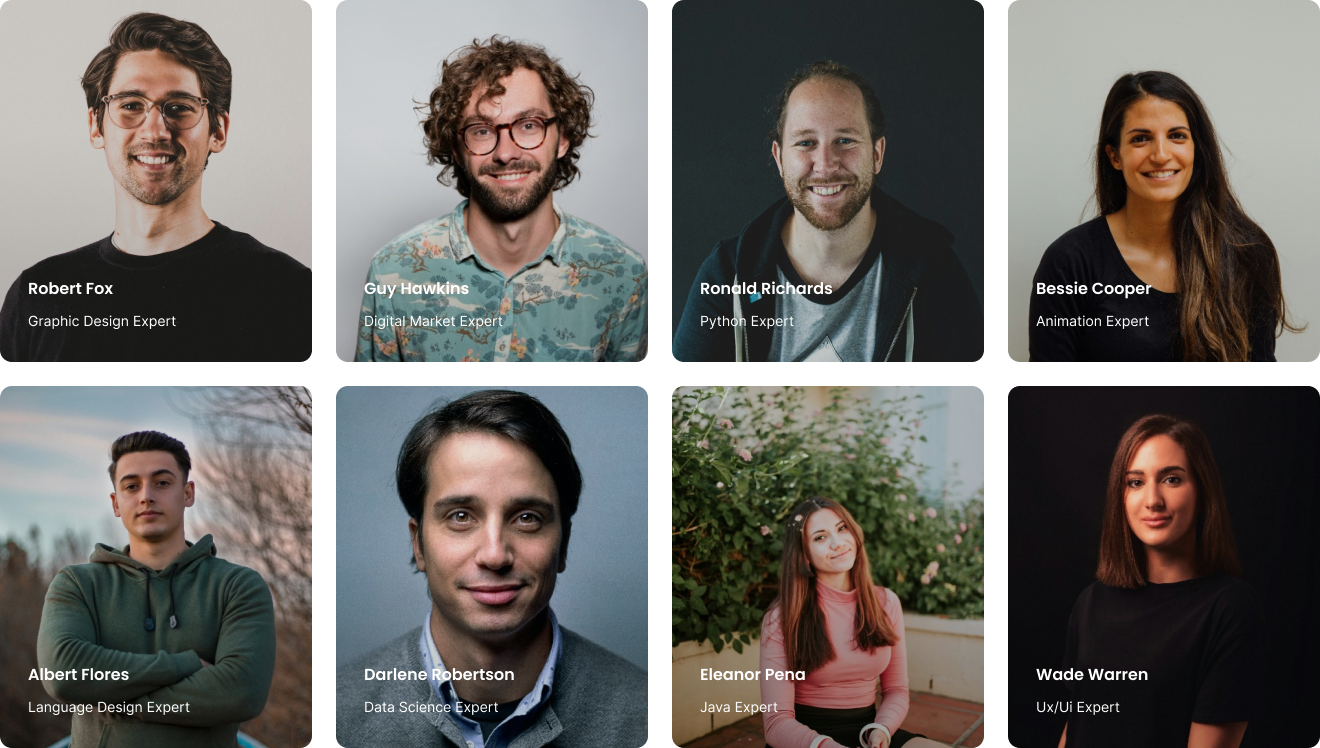 Robert Fox
Graphic Design Expert
Guy Hawkins
Digital Market Expert
Ronald Richards
Python Expert
Bessie Cooper
Animation Expert
Albert Flores
Language Design Expert
Darlene Robertson
Data Science Expert
Eleanor Pena
Java Expert
Wade Warren
Ux/Ui Expert